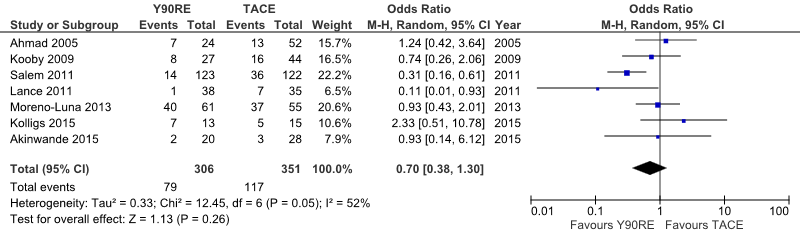 Y90RE TACE Odds Ratio Odds Ratio
Study or Subgroup Events Total Events Total Weight M-H, Random, 95% CI Year M-H, Random, 95% CI
Ahmad 2005 7 24 13 52 15.7% 1.24 [0.42, 3.64] 2005
Kooby 2009 8 27 16 44 16.5% 0.74 [0.26, 2.06] 2009
Salem 2011 14 123 36 122 22.2% 0.31 [0.16, 0.61] 2011
Lance 2011 1 38 7 35 6.5% 0.11 [0.01, 0.93] 2011
Moreno-Luna 2013 40 61 37 55 20.6% 0.93 [0.43, 2.01] 2013
Kolligs 2015 7 13 5 15 10.6% 2.33 [0.51, 10.78] 2015
Akinwande 2015 2 20 3 28 7.9% 0.93 [0.14, 6.12] 2015
Total (95% CI) 306 351 100.0% 0.70 [0.38, 1.30]
Total events 79 117
Heterogeneity: Tau² = 0.33; Chi² = 12.45, df = 6 (P = 0.05); I² = 52%
Test for overall effect: Z = 1.13 (P = 0.26)
0.01 0.1 1 10 100
Favours Y90RE Favours TACE